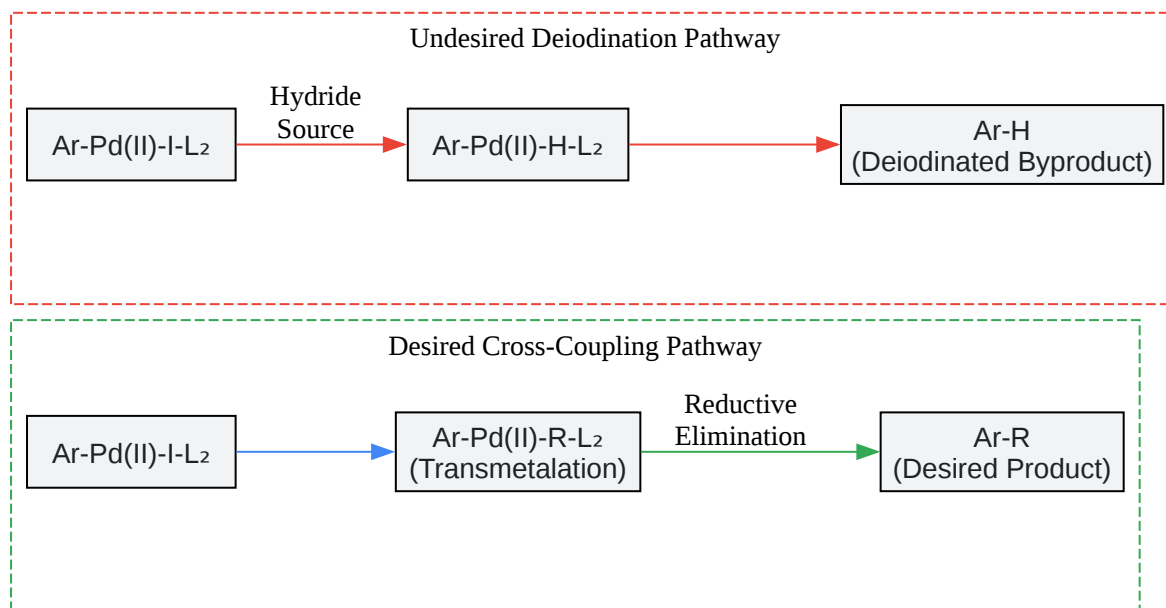 Undesired Deiodination Pathway
Hydride
Source
Ar-Pd(II)-I-L₂
Ar-Pd(II)-H-L₂
Ar-H
(Deiodinated Byproduct)
Desired Cross-Coupling Pathway
Reductive
Elimination
Ar-Pd(II)-I-L₂
Ar-Pd(II)-R-L₂
(Transmetalation)
Ar-R
(Desired Product)